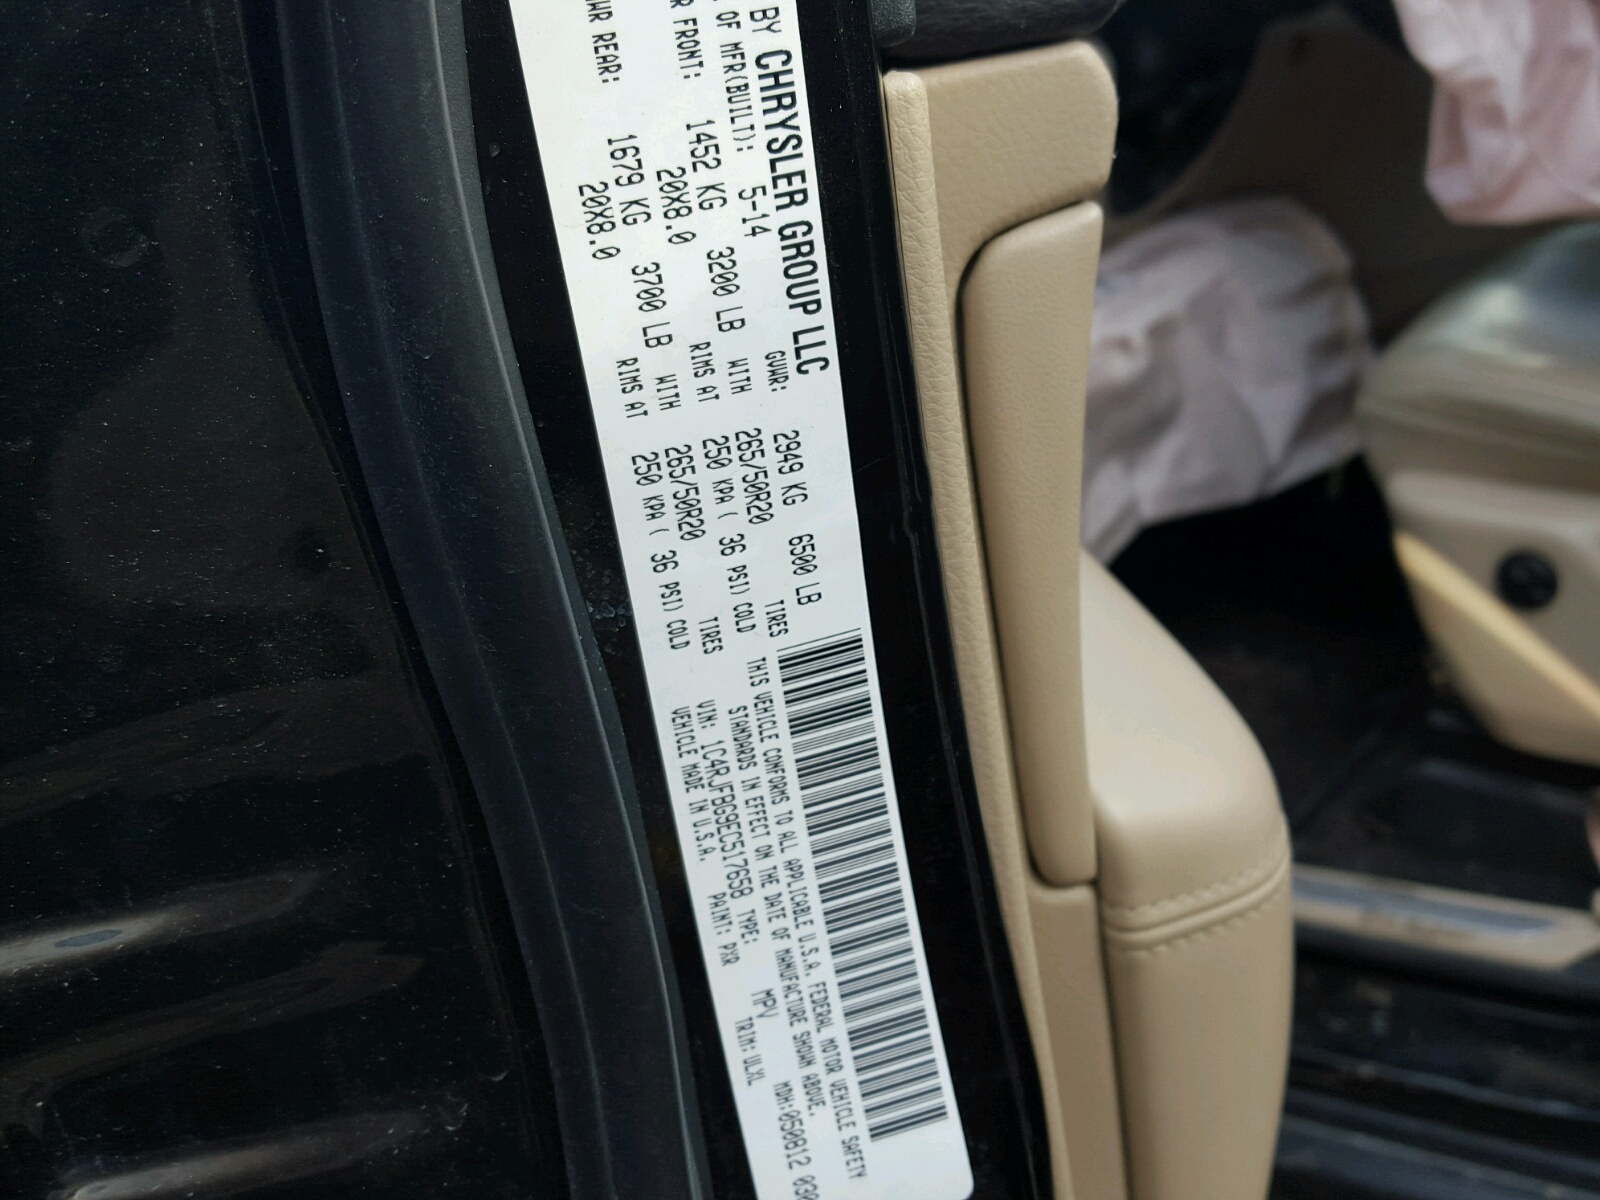 BY CHRYSLER GROUP LLC
OF MFR(BUILT): 5-14 GVWR: 2949 KG 6500 LB
FRONT: 1452 KG 3200 LB WITH 265/50R20 TIRES
20X8.0 RIMS AT 250 KPA ( 36 PSI) COLD
REAR: 1679 KG 3700 LB WITH 265/50R20 TIRES
20X8.0 RIMS AT 250 KPA ( 36 PSI) COLD
THIS VEHICLE CONFORMS TO ALL APPLICABLE U.S.A. FEDERAL MOTOR VEHICLE SAFETY
STANDARDS IN EFFECT ON THE DATE OF MANUFACTURE SHOWN ABOVE.
VIN: 1C4RJFBG9EC517658 TYPE: MPV MDH: 050812 030
VEHICLE MADE IN U.S.A. PAINT: PXR TRIM: ULXL